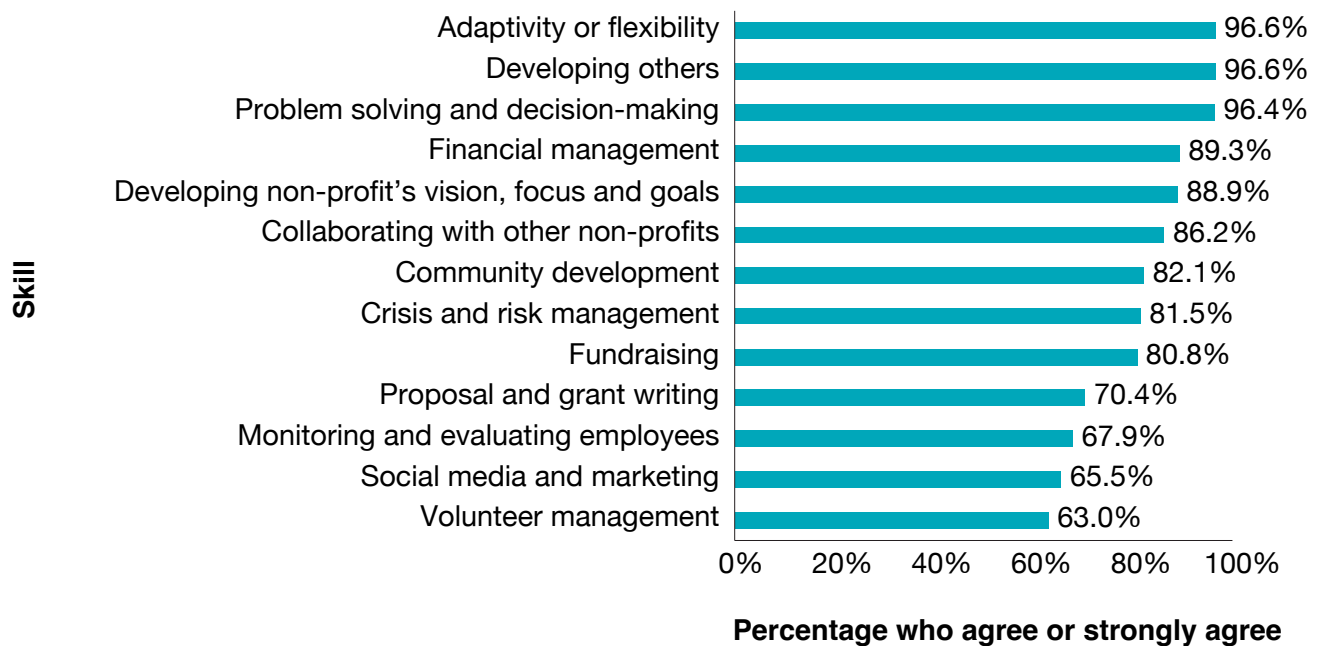 Adaptivity or flexibility 96.6%
Developing others 96.6%
Problem solving and decision-making 96.4%
Financial management 89.3%
Developing non-profit’s vision, focus and goals 88.9%
Collaborating with other non-profits 86.2%
Community development 82.1%
Crisis and risk management 81.5%
Fundraising 80.8%
Proposal and grant writing 70.4%
Monitoring and evaluating employees 67.9%
Social media and marketing 65.5%
Volunteer management 63.0%
Skill
0% 20% 40% 60% 80% 100%
Percentage who agree or strongly agree